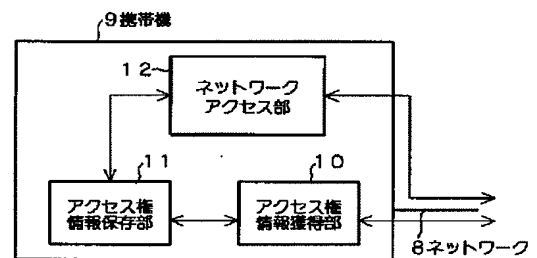 9携帯機
12
ネットワーク
アクセス部
11
アクセス権
情報保存部
10
アクセス権
情報獲得部
8ネットワーク